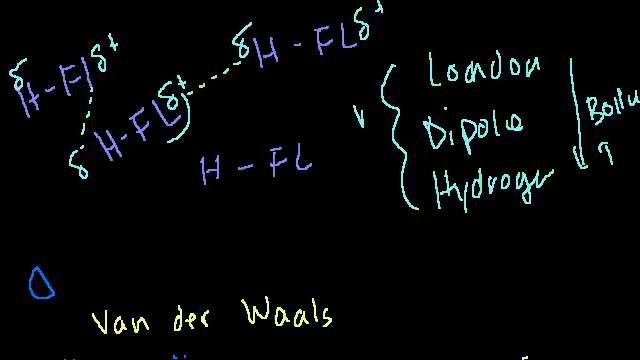 δ H - FL δ+
δ H - FL δ+
δ H - FL δ+
H - FL
V
London
Dipole
Hydrogen
Van der Waals